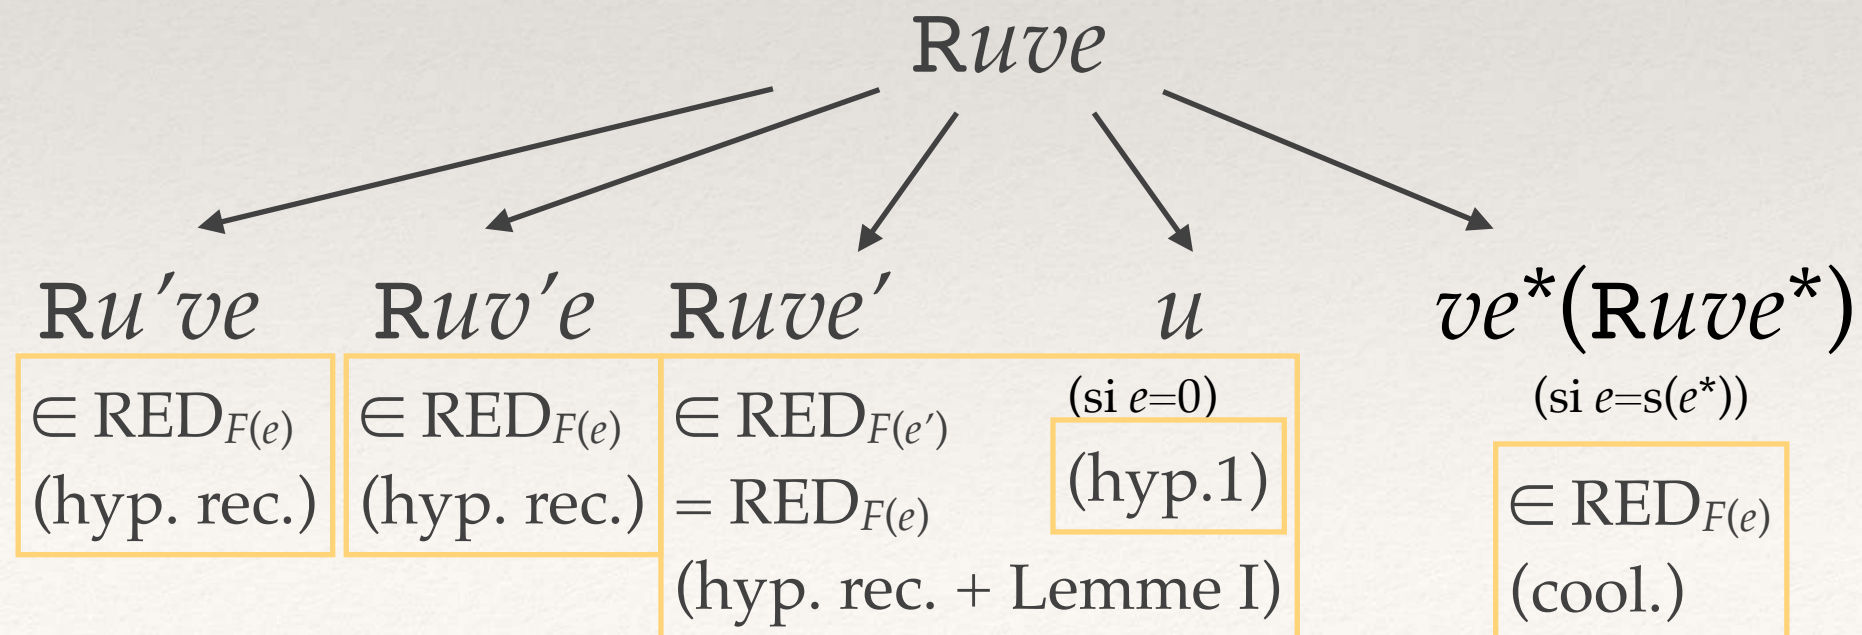 Ruve
Ru′ve Ruv′e Ruve′ u ve*(Ruve*)
(si e=0) (si e=s(e*))
∈ RED_F(e) ∈ RED_F(e) ∈ RED_F(e′) (hyp.1) ∈ RED_F(e)
(hyp. rec.) (hyp. rec.) = RED_F(e) (cool.)
(hyp. rec. + Lemme I)